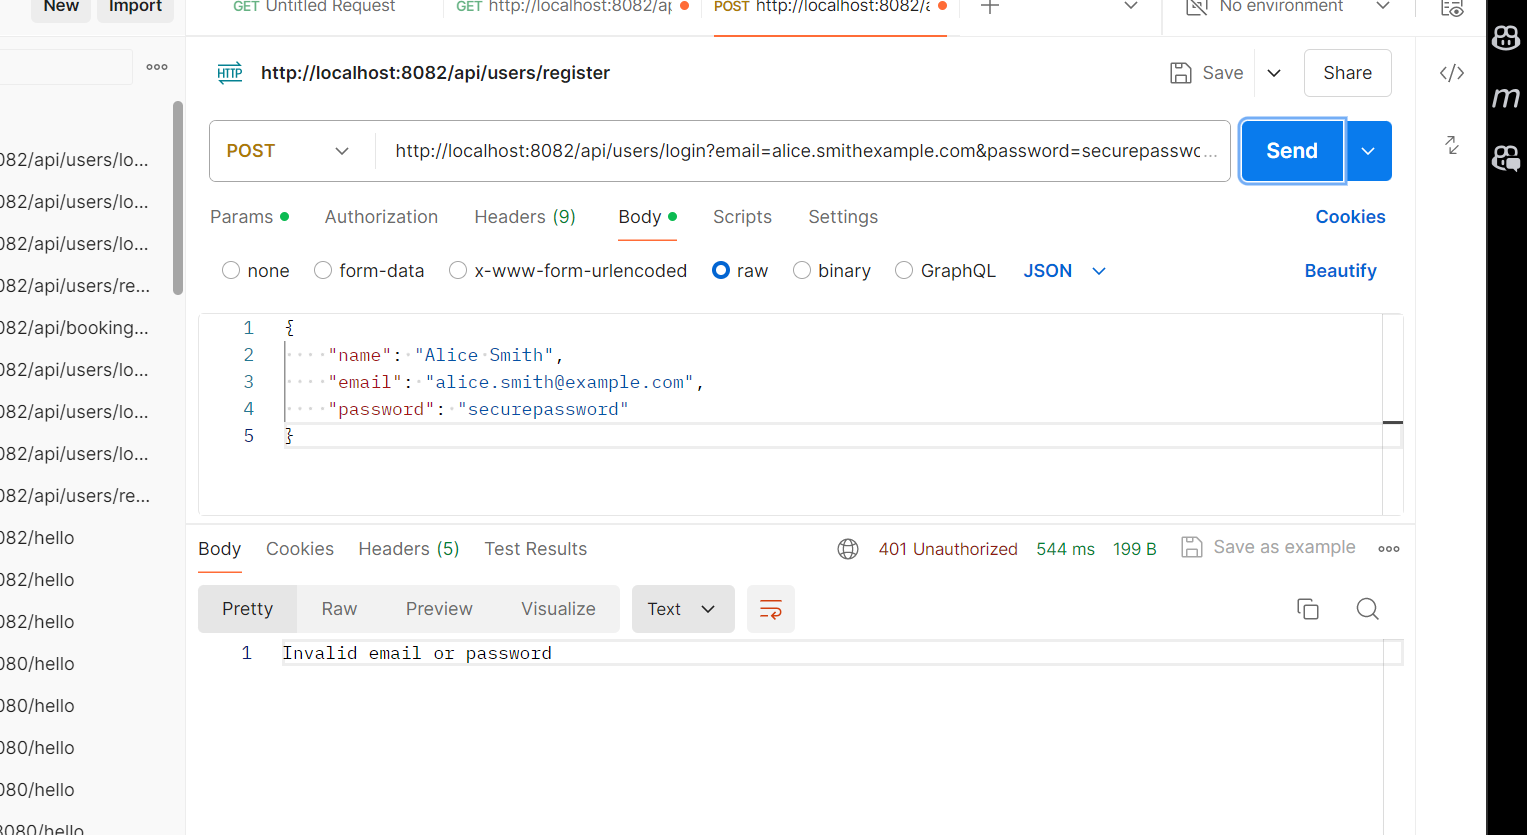 New Import
GET Untitled Request GET http://localhost:8082/ap POST http://localhost:8082/a No environment
HTTP http://localhost:8082/api/users/register Save Share </>
POST http://localhost:8082/api/users/login?email=alice.smithexample.com&password=securepasswc... Send
Params Authorization Headers (9) Body Scripts Settings Cookies
none form-data x-www-form-urlencoded raw binary GraphQL JSON Beautify
1 {
2 "name": "Alice Smith",
3 "email": "alice.smith@example.com",
4 "password": "securepassword"
5 }
Body Cookies Headers (5) Test Results 401 Unauthorized 544 ms 199 B Save as example
Pretty Raw Preview Visualize Text
1 Invalid email or password
082/api/users/lo...
082/api/users/lo...
082/api/users/lo...
082/api/users/re...
082/api/booking...
082/api/users/lo...
082/api/users/lo...
082/api/users/lo...
082/api/users/re...
082/hello
082/hello
082/hello
080/hello
080/hello
080/hello
080/hello
8080/hello
m